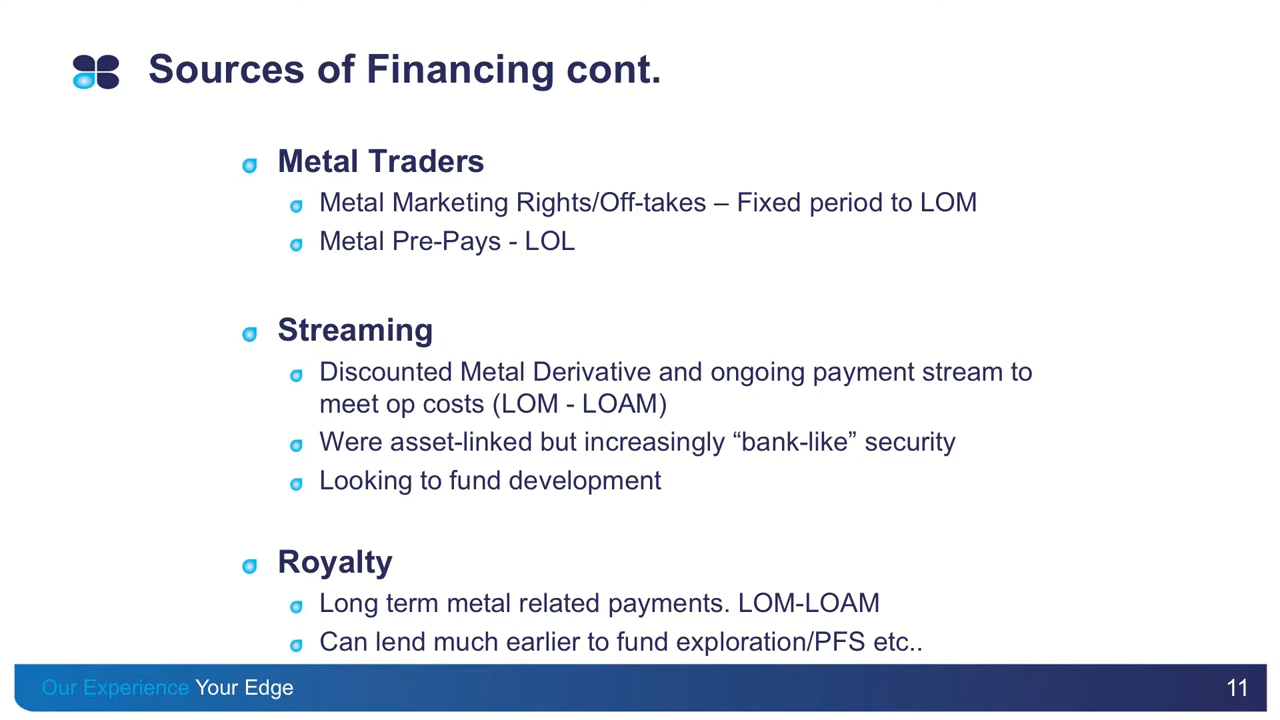 Sources of Financing cont.
Metal Traders
Metal Marketing Rights/Off-takes – Fixed period to LOM
Metal Pre-Pays - LOL
Streaming
Discounted Metal Derivative and ongoing payment stream to
meet op costs (LOM - LOAM)
Were asset-linked but increasingly “bank-like” security
Looking to fund development
Royalty
Long term metal related payments. LOM-LOAM
Can lend much earlier to fund exploration/PFS etc..
Our Experience Your Edge
11